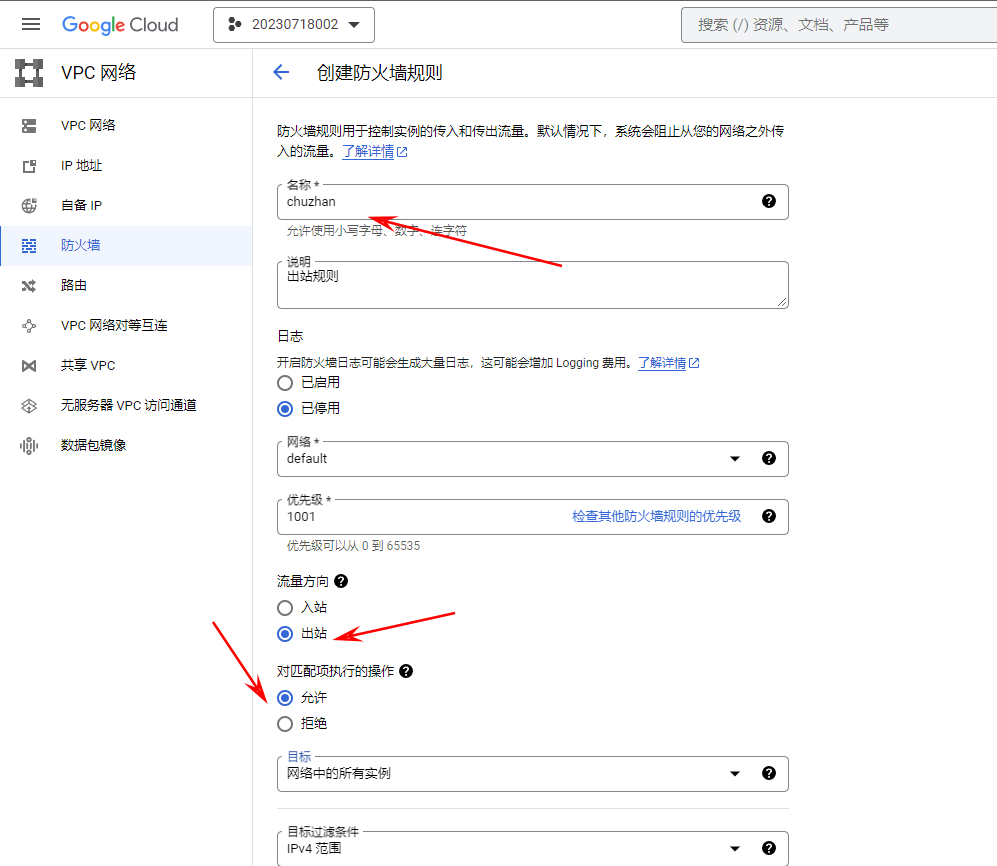 Google Cloud
20230718002
搜索 (/) 资源、文档、产品等
VPC 网络
创建防火墙规则
VPC 网络
IP 地址
自备 IP
防火墙
路由
VPC 网络对等互连
共享 VPC
无服务器 VPC 访问通道
数据包镜像
防火墙规则用于控制实例的传入和传出流量。默认情况下，系统会阻止从您的网络之外传
入的流量。了解详情
名称 *
chuzhan
允许使用小写字母、数字、连字符
说明
出站规则
日志
开启防火墙日志可能会生成大量日志，这可能会增加 Logging 费用。了解详情
已启用
已停用
网络 *
default
优先级 *
1001 检查其他防火墙规则的优先级
优先级可以从 0 到 65535
流量方向
入站
出站
对匹配项执行的操作
允许
拒绝
目标
网络中的所有实例
目标过滤条件
IPv4 范围